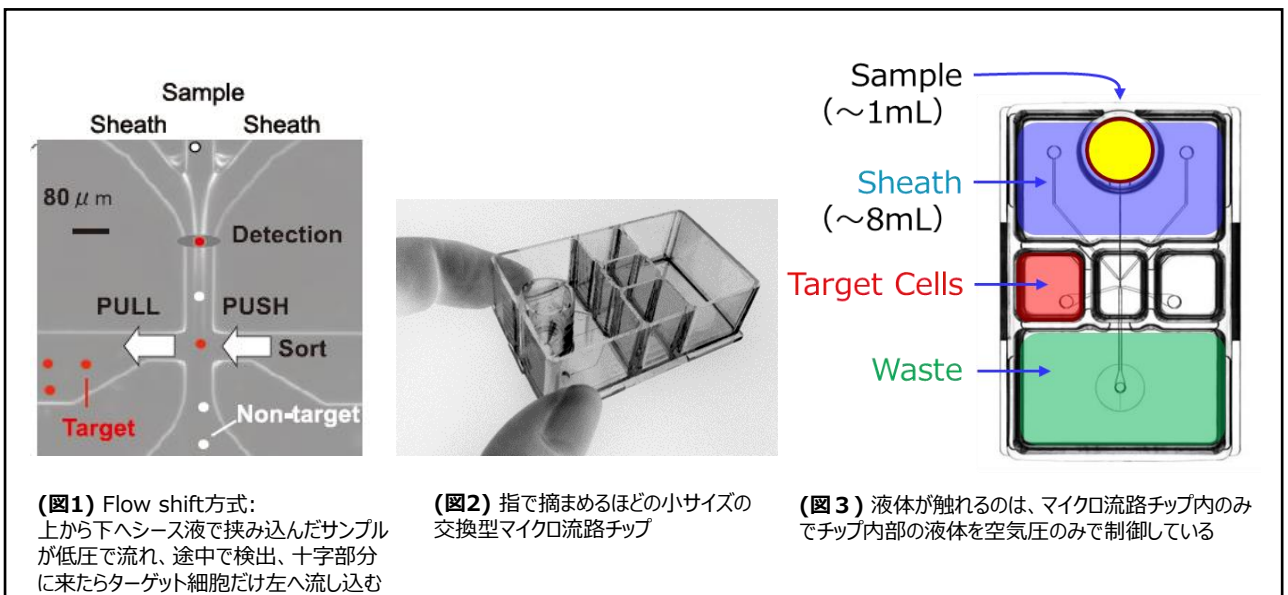 Sample
Sheath Sheath
80 μm
Detection
PULL PUSH
Sort
Target
Non-target
Sample
(～1mL)
Sheath
(～8mL)
Target Cells
Waste
(図1) Flow shift方式:
上から下へシース液で挟み込んだサンプル
が低圧で流れ、途中で検出、十字部分
に来たらターゲット細胞だけ左へ流し込む
(図2) 指で摘まめるほどの小サイズの
交換型マイクロ流路チップ
(図３) 液体が触れるのは、マイクロ流路チップ内のみ
でチップ内部の液体を空気圧のみで制御している